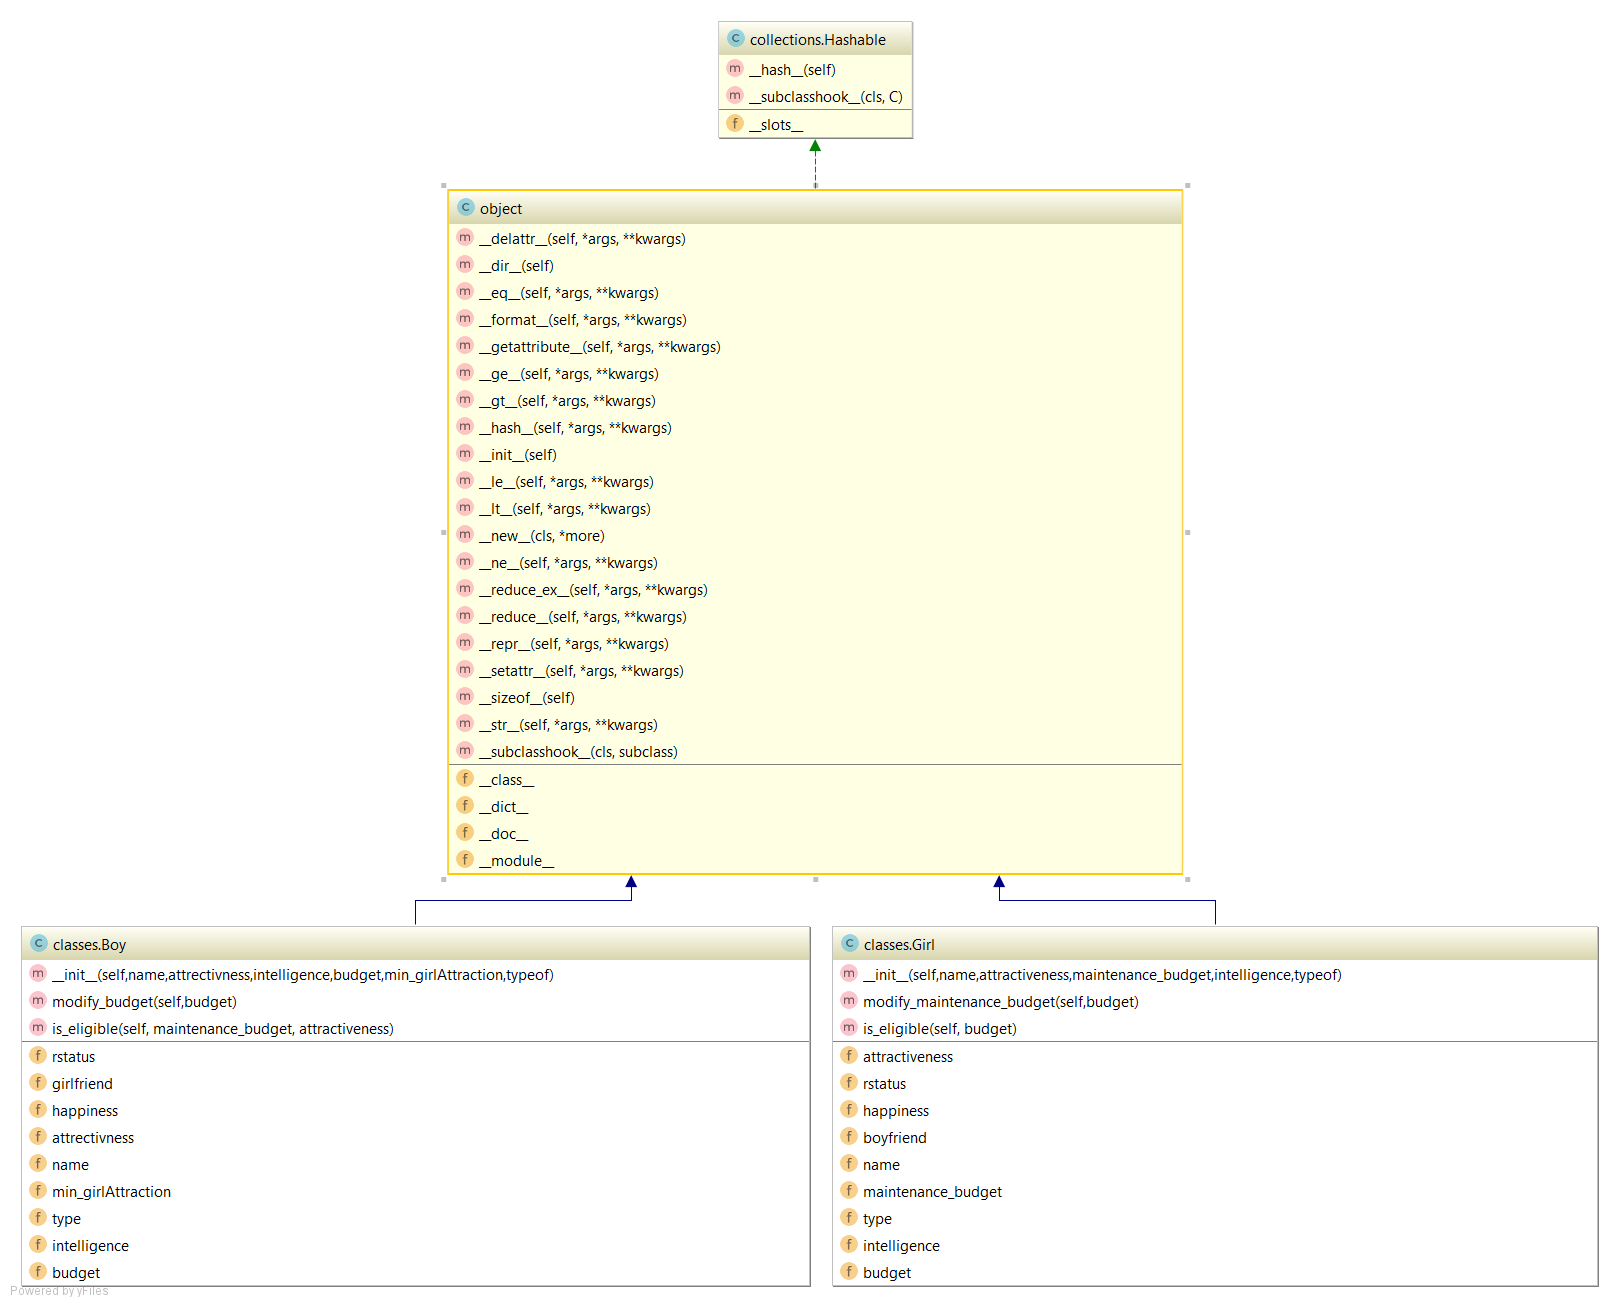 collections.Hashable
__hash__(self)
__subclasshook__(cls, C)
__slots__
object
__delattr__(self, *args, **kwargs)
__dir__(self)
__eq__(self, *args, **kwargs)
__format__(self, *args, **kwargs)
__getattribute__(self, *args, **kwargs)
__ge__(self, *args, **kwargs)
__gt__(self, *args, **kwargs)
__hash__(self, *args, **kwargs)
__init__(self)
__le__(self, *args, **kwargs)
__lt__(self, *args, **kwargs)
__new__(cls, *more)
__ne__(self, *args, **kwargs)
__reduce_ex__(self, *args, **kwargs)
__reduce__(self, *args, **kwargs)
__repr__(self, *args, **kwargs)
__setattr__(self, *args, **kwargs)
__sizeof__(self)
__str__(self, *args, **kwargs)
__subclasshook__(cls, subclass)
__class__
__dict__
__doc__
__module__
classes.Boy
__init__(self,name,attrectivness,intelligence,budget,min_girlAttraction,typeof)
modify_budget(self,budget)
is_eligible(self, maintenance_budget, attractiveness)
rstatus
girlfriend
happiness
attrectivness
name
min_girlAttraction
type
intelligence
budget
classes.Girl
__init__(self,name,attractiveness,maintenance_budget,intelligence,typeof)
modify_maintenance_budget(self,budget)
is_eligible(self, budget)
attractiveness
rstatus
happiness
boyfriend
name
maintenance_budget
type
intelligence
budget
Powered by yFiles